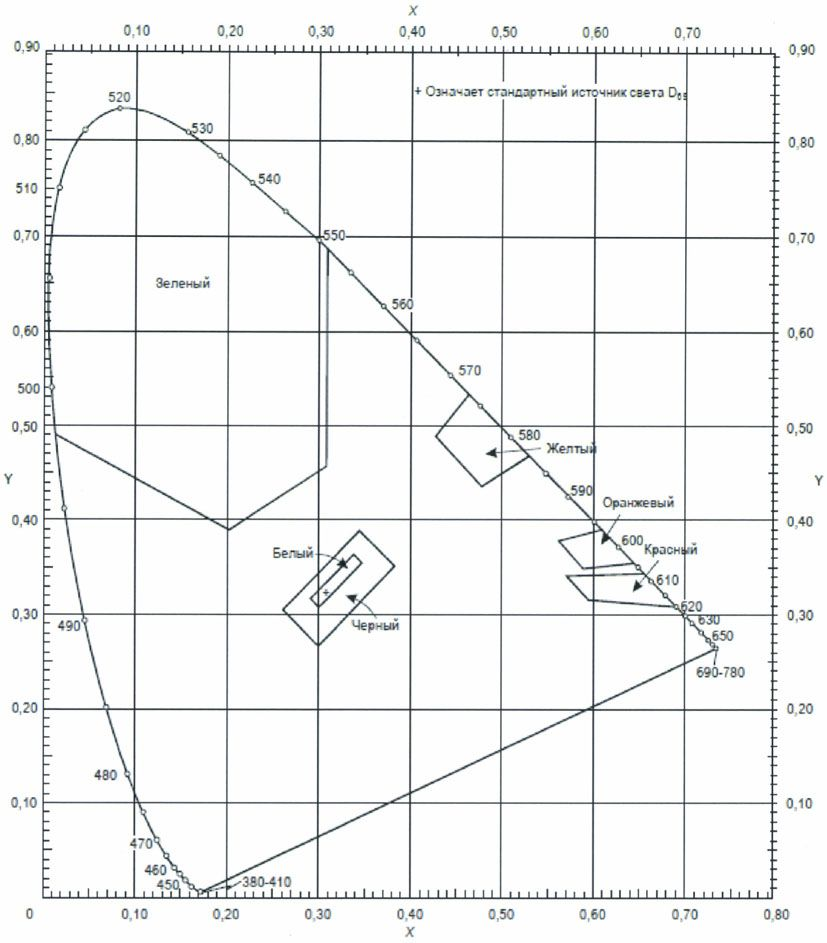 X
0,10 0,20 0,30 0,40 0,50 0,60 0,70
0,90 0,90
+ Означает стандартный источник света D65
520
530
0,80 0,80
540
510
550
0,70 0,70
Зеленый
560
0,60 0,60
570
500
580
0,50 0,50
Желтый
Y Y
590
Оранжевый
0,40 0,40
600
Белый
Красный
610
0,30 620 0,30
490
Черный
630
650
690-780
0,20 0,20
480
0,10 0,10
470
460
450 380-410
0 0,10 0,20 0,30 0,40 0,50 0,60 0,70 0,80
X